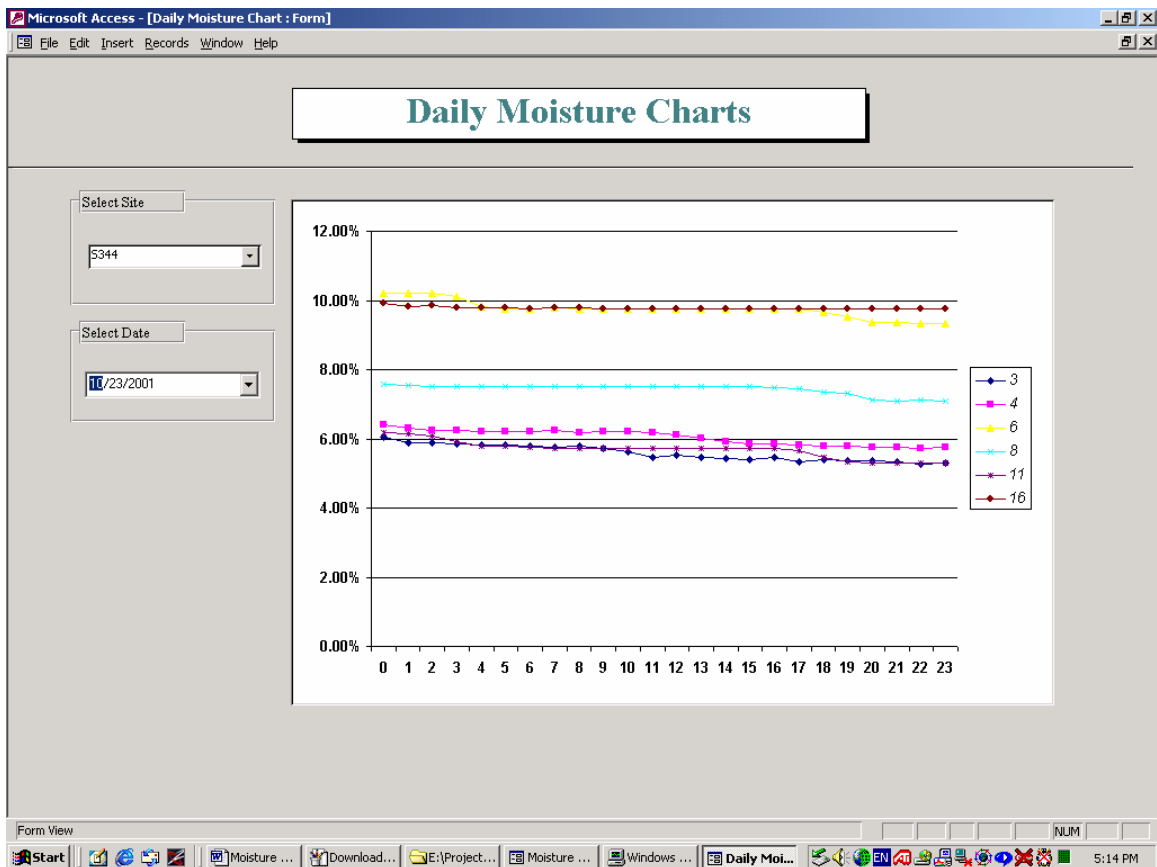 Microsoft Access - [Daily Moisture Chart : Form]
File Edit Insert Records Window Help
Daily Moisture Charts
Select Site
5344
Select Date
10/23/2001
12.00%
10.00%
8.00%
6.00%
4.00%
2.00%
0.00%
0 1 2 3 4 5 6 7 8 9 10 11 12 13 14 15 16 17 18 19 20 21 22 23
3
4
6
8
11
16
Form View NUM
Start Moisture ... Download... E:\Project... Moisture ... Windows ... Daily Moi... EN 5:14 PM